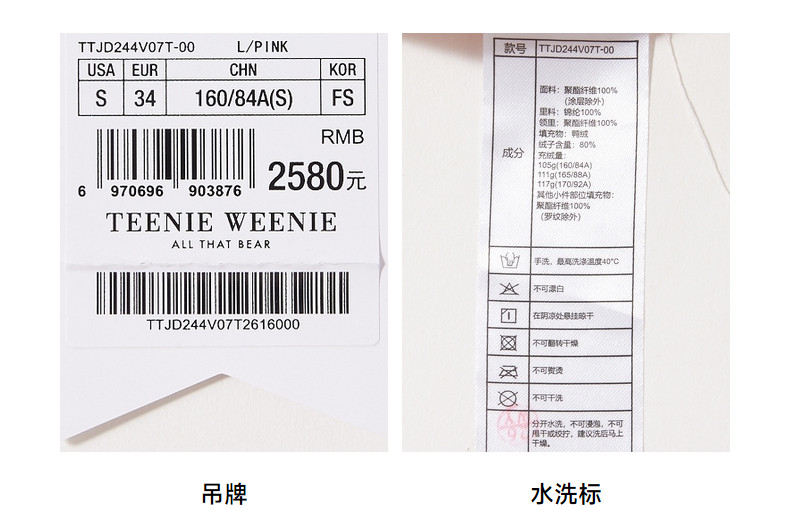 TTJD244V07T-00 L/PINK
USA EUR CHN KOR
S 34 160/84A(S) FS
RMB
2580元
6 970696 903876
TEENIE WEENIE
ALL THAT BEAR
TTJD244V07T2616000
吊牌
款号 TTJD244V07T-00
成分
面料：聚酯纤维100%
(涂层除外)
里料：锦纶100%
领里：聚酯纤维100%
填充物：鸭绒
绒子含量：80%
充绒量：
105g(160/84A)
111g(165/88A)
117g(170/92A)
其他小件部位填充物：
聚酯纤维100%
(罗纹除外)
手洗，最高洗涤温度40°C
不可漂白
在阴凉处悬挂晾干
不可翻转干燥
不可熨烫
不可干洗
分开水洗，不可浸泡，不可
用干或绞拧，建议洗后马上
干燥。
水洗标